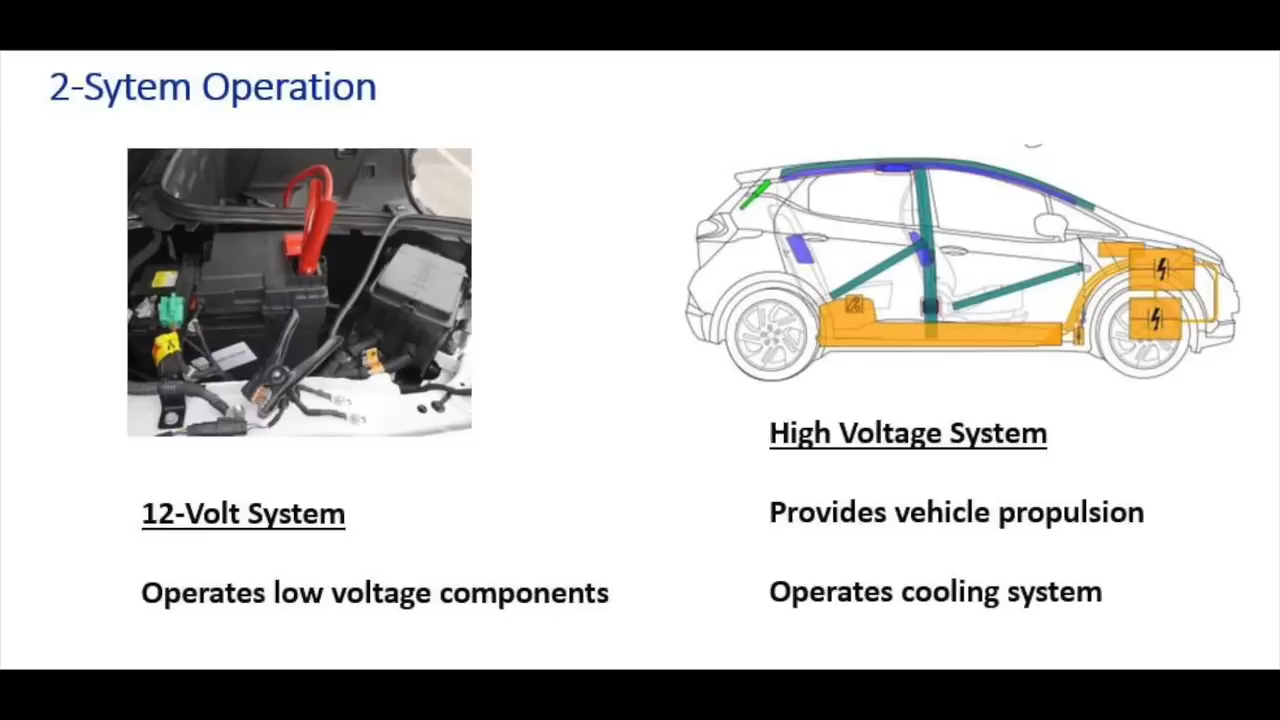 2-Sytem Operation
12-Volt System
Operates low voltage components
High Voltage System
Provides vehicle propulsion
Operates cooling system